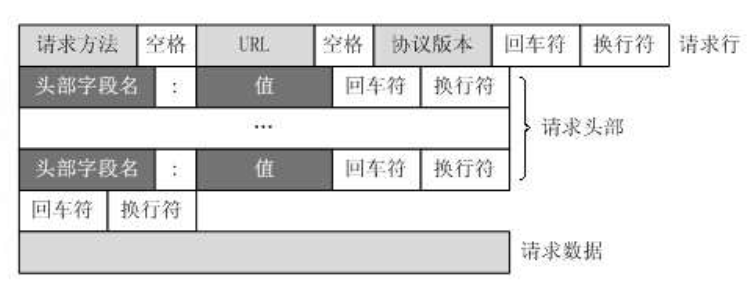 请求方法 空格 URL 空格 协议版本 回车符 换行符 请求行
头部字段名 : 值 回车符 换行符
… 请求头部
头部字段名 : 值 回车符 换行符
回车符 换行符
请求数据